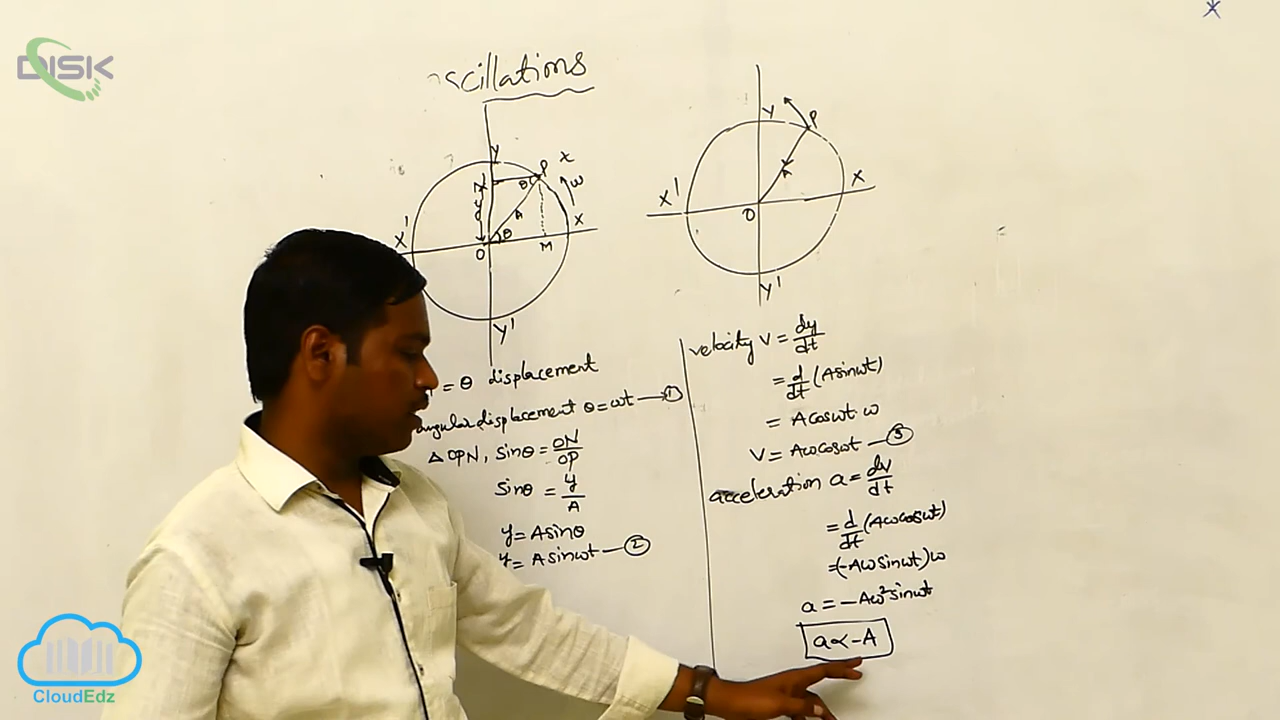 DISK
oscillations
Y
P
x
N
θ
ω
y
A
X'
θ
X
O
M
Y'
Y
P
A
X'
X
O
Y'
= θ displacement
angular displacement θ = ωt — ①
△ OPN, sinθ = ON/OP
sinθ = y/A
y = A sinθ
y = A sinωt — ②
velocity v = dy/dt
= d/dt (A sinωt)
= A cosωt ω
V = Aω cosωt — ③
acceleration a = dv/dt
= d/dt (Aω cosωt)
= (-Aω sinωt) ω
a = -Aω² sinωt
a ∝ -A
CloudEdz